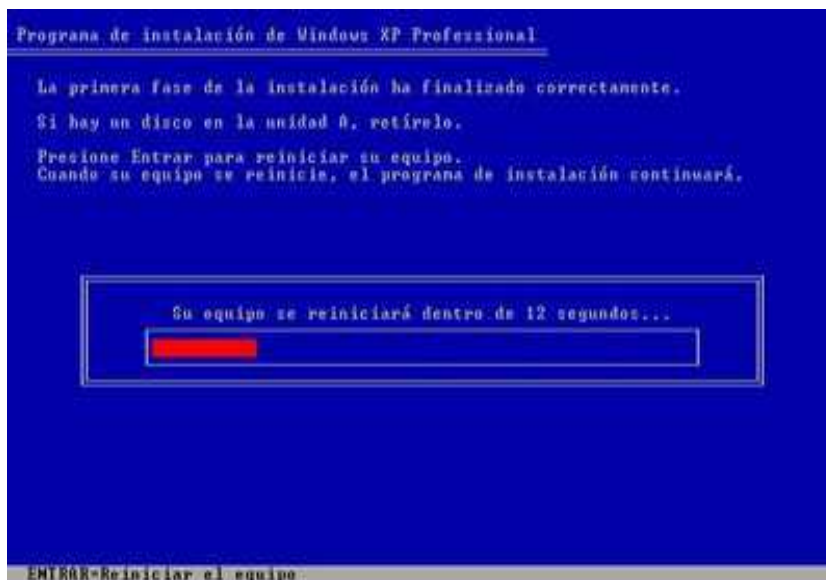 Programa de instalación de Windows XP Professional
La primera fase de la instalación ha finalizado correctamente.
Si hay un disco en la unidad A, retírelo.
Presione Entrar para reiniciar su equipo.
Cuando su equipo se reinicie, el programa de instalación continuará.
Su equipo se reiniciará dentro de 12 segundos...
ENTRAR=Reiniciar el equipo